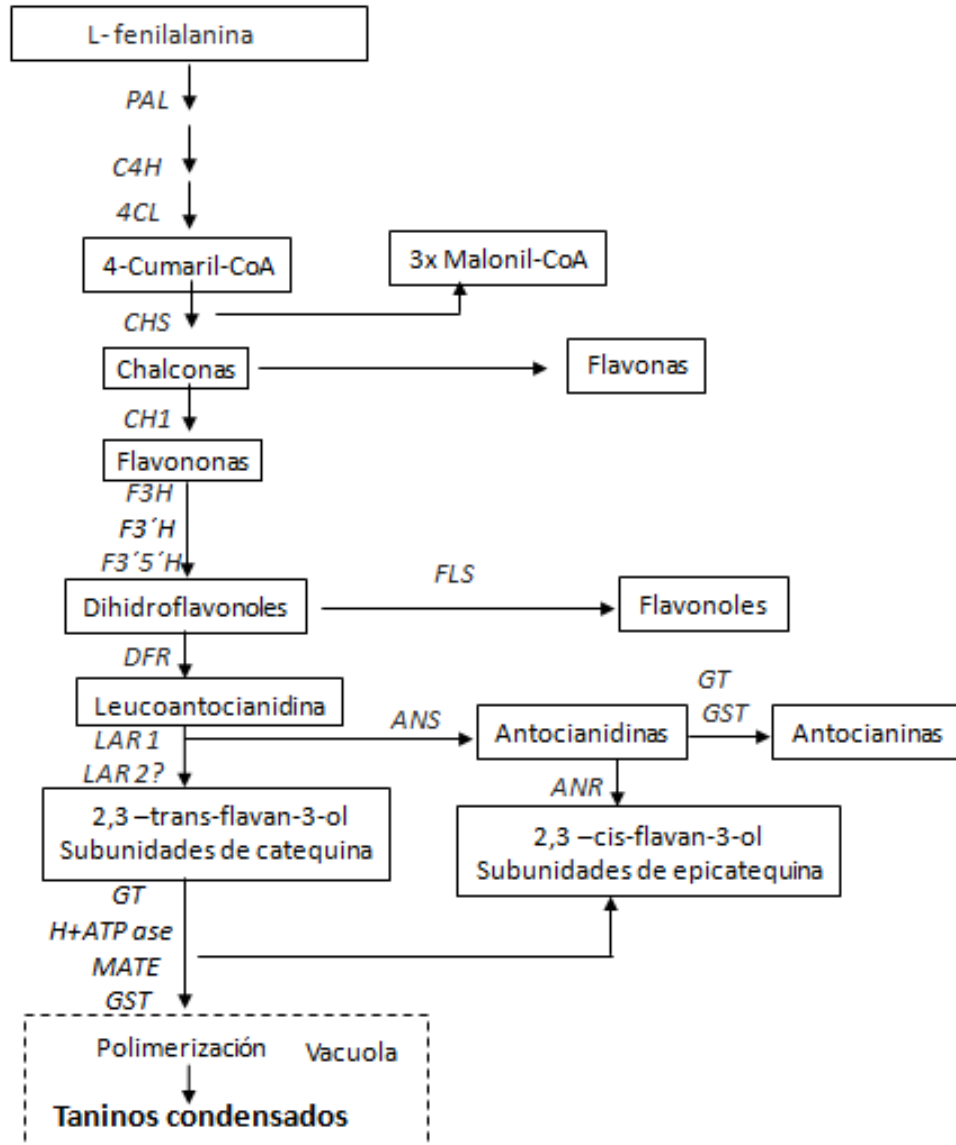 L- fenilalanina
PAL
C4H
4CL
4-Cumaril-CoA
3x Malonil-CoA
CHS
Chalconas
Flavonas
CH1
Flavononas
F3H
F3´H
F3´5´H
FLS
Dihidroflavonoles
Flavonoles
DFR
GT
Leucoantocianidina
ANS
GST
Antocianidinas
Antocianinas
LAR 1
LAR 2?
ANR
2,3 –trans-flavan-3-ol
Subunidades de catequina
2,3 –cis-flavan-3-ol
Subunidades de epicatequina
GT
H+ATP ase
MATE
GST
Polimerización
Vacuola
Taninos condensados